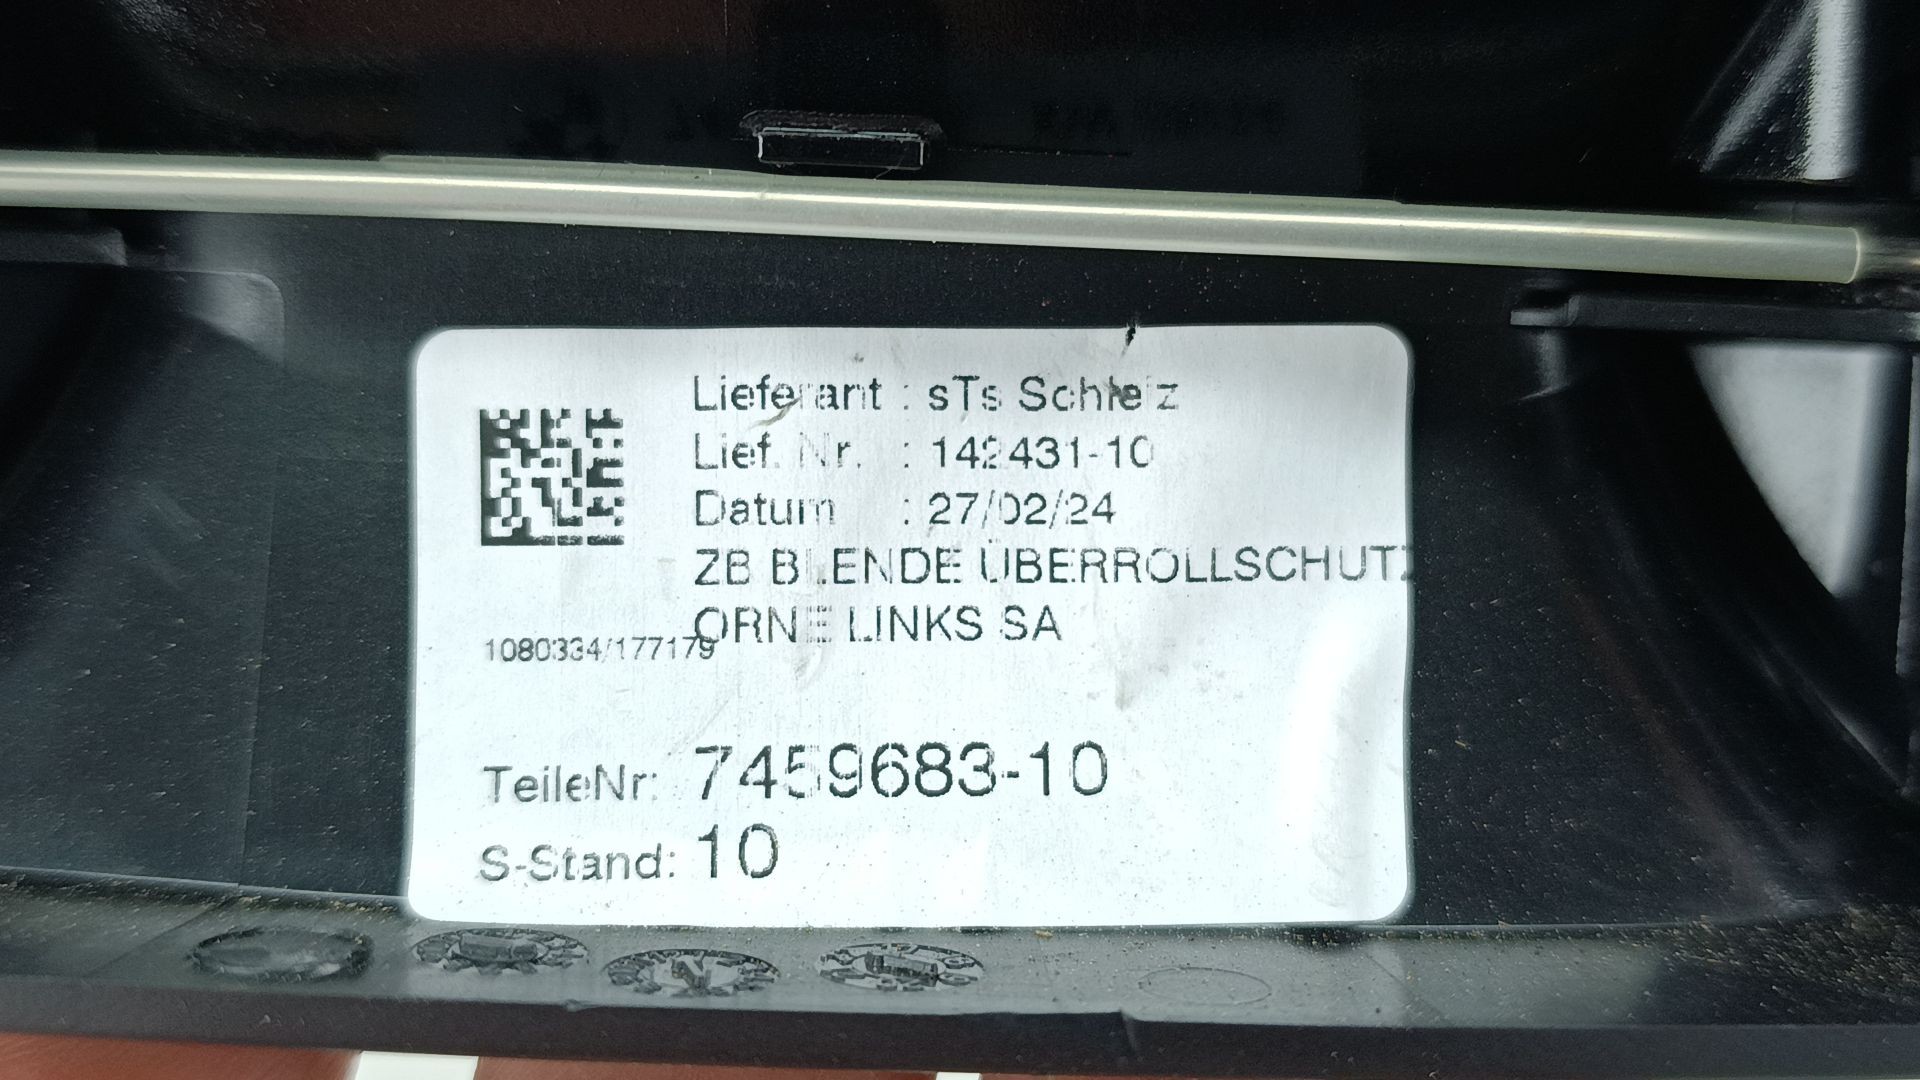 Lieferant : sTs Schleiz
Lief. Nr. : 142431-10
Datum : 27/02/24
ZB BLENDE ÜBERROLLSCHUTZ
ORNE LINKS SA
1080334/177179
TeileNr: 7459683-10
S-Stand: 10